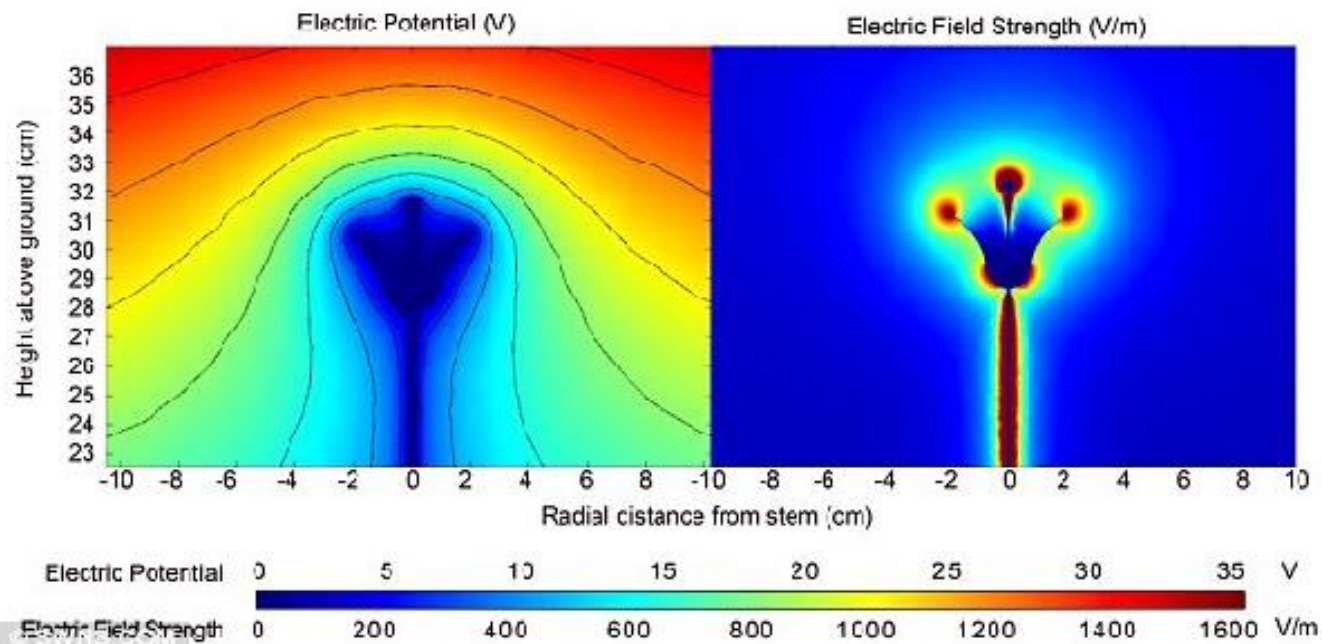 Electric Potential (V) Electric Field Strength (V/m)
Height above ground (cm)
36
35
34
33
32
31
30
29
28
27
26
25
24
23
-10 -8 -6 -4 -2 0 2 4 6 8 -10 -8 -6 -4 -2 0 2 4 6 8 10
Radial distance from stem (cm)
Electric Potential 0 5 10 15 20 25 30 35 V
Electric Field Strength 0 200 400 600 800 1000 1200 1400 1600 V/m